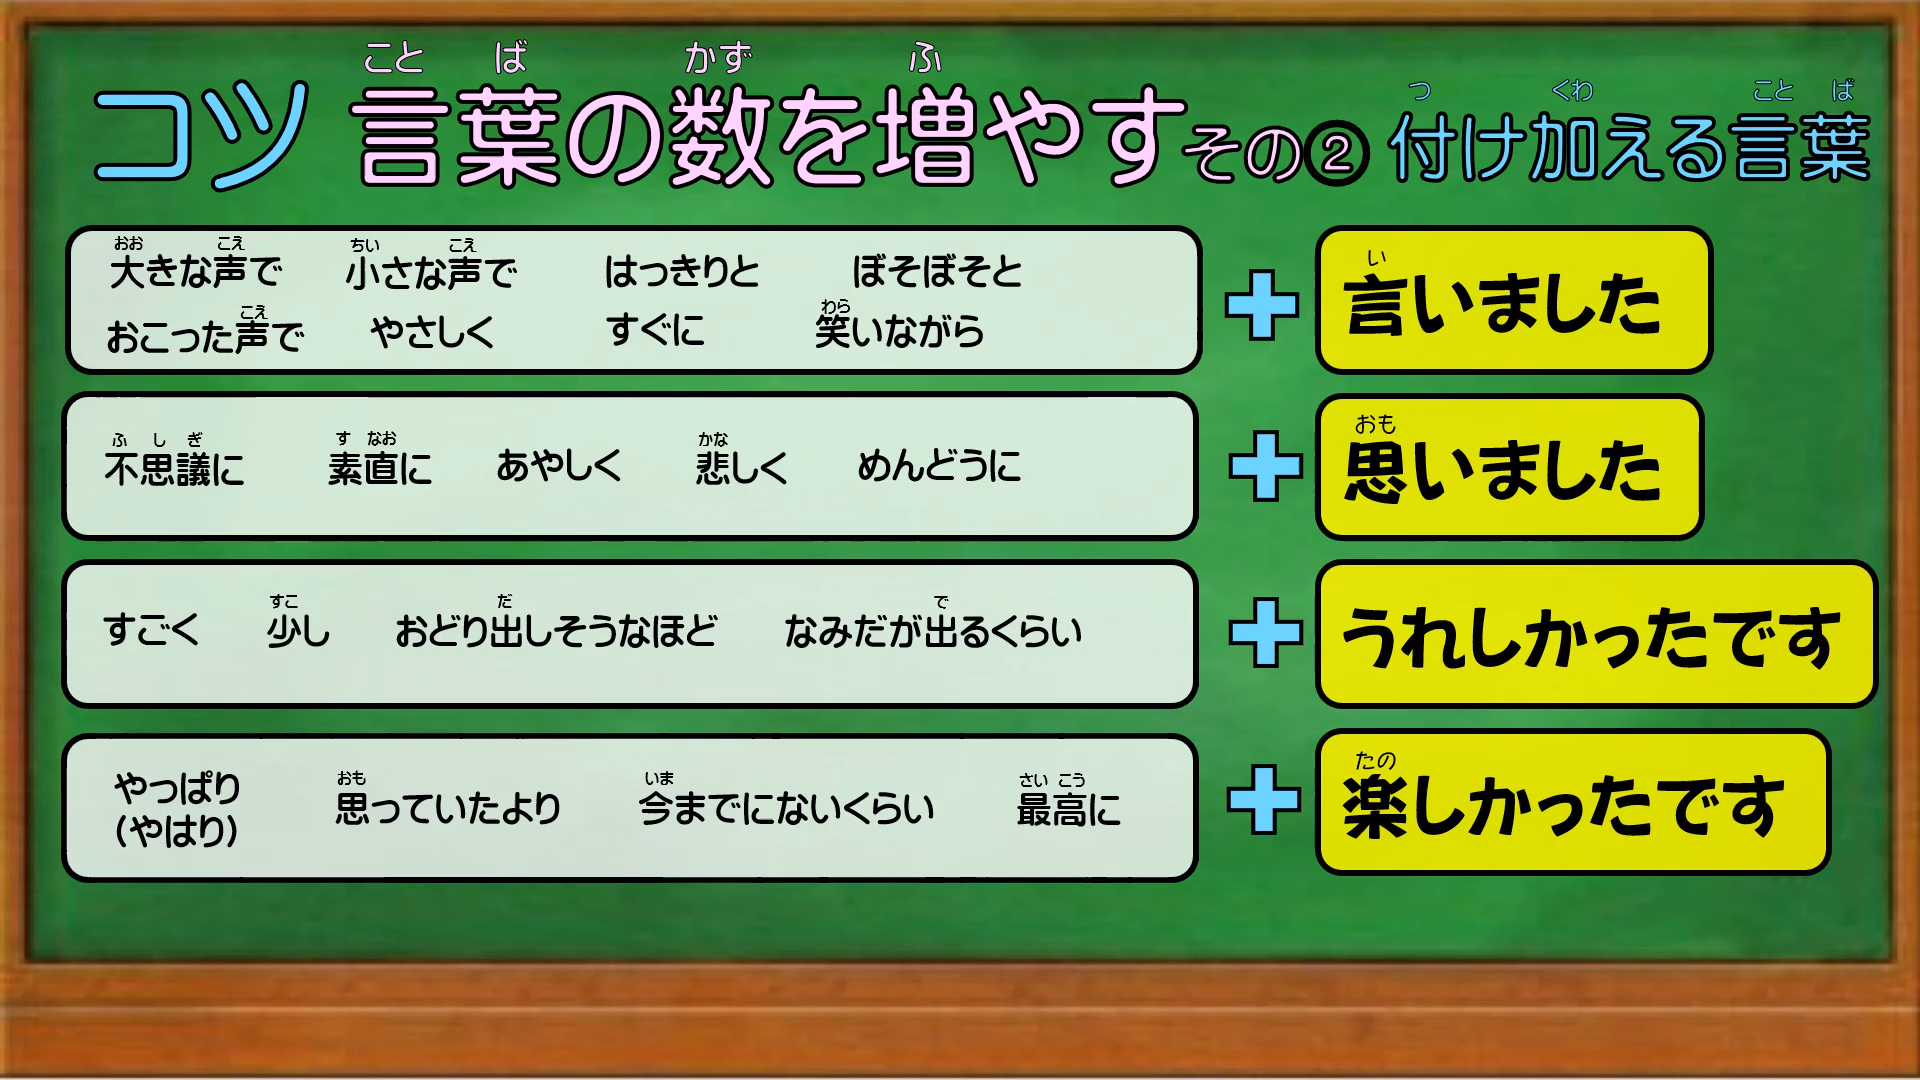 コツ 言葉の数を増やす その② 付け加える言葉
大きな声で 小さな声で はっきりと ぼそぼそと
おこった声で やさしく すぐに 笑いながら
+ 言いました
不思議に 素直に あやしく 悲しく めんどうに + 思いました
すごく 少し おどり出しそうなほど なみだが出るくらい + うれしかったです
やっぱり
(やはり) 思っていたより 今までにないくらい 最高に + 楽しかったです